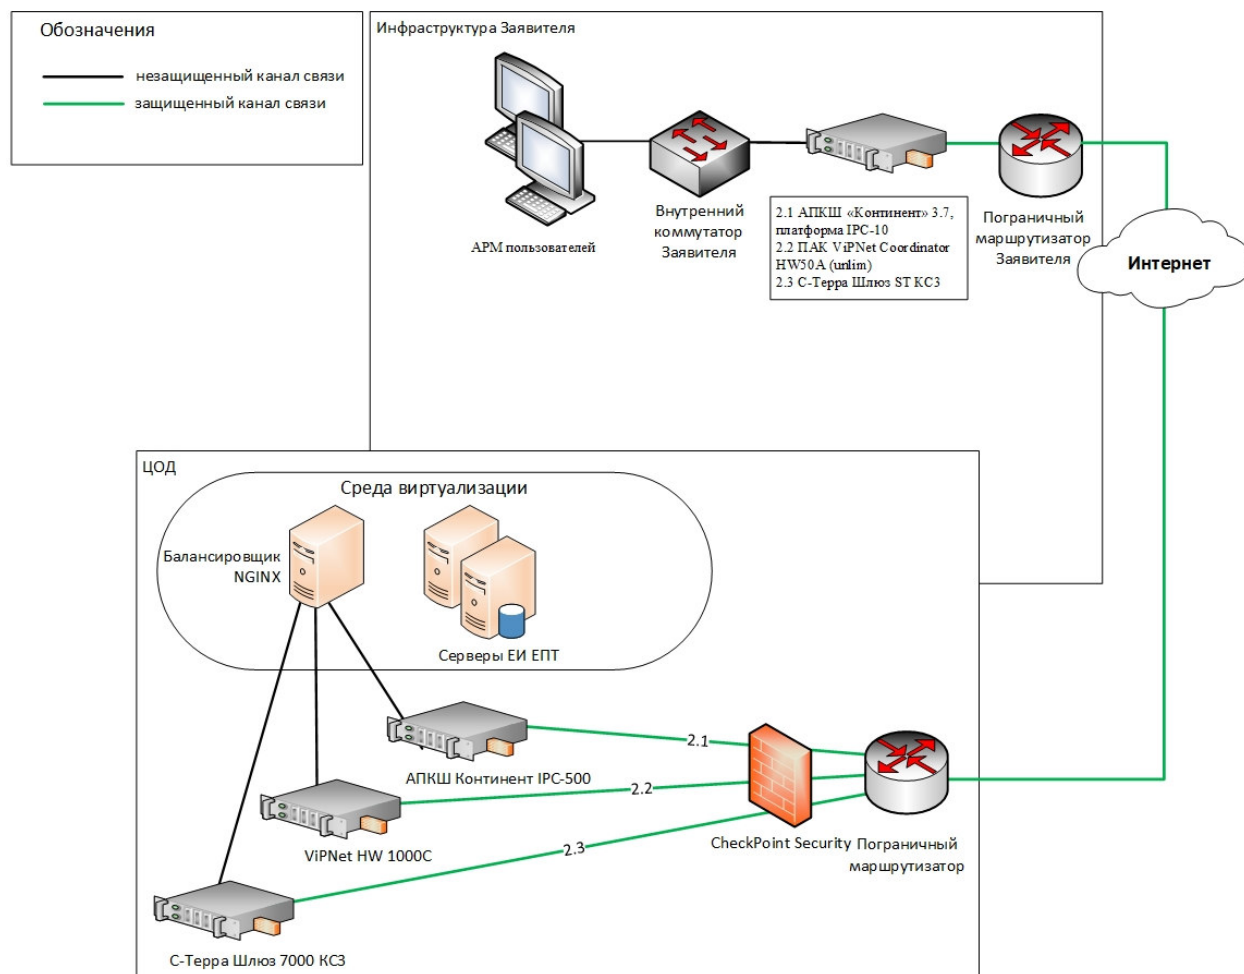 Обозначения
незащищенный канал связи
защищенный канал связи
Инфраструктура Заявителя
АРМ пользователей
Внутренний
коммутатор
Заявителя
2.1 АПКШ «Континент» 3.7,
платформа IPC-10
2.2 ПАК ViPNet Coordinator
HW50A (unlim)
2.3 С-Терра Шлюз ST КС3
Пограничный
маршрутизатор
Заявителя
Интернет
ЦОД
Среда виртуализации
Балансировщик
NGINX
Серверы ЕИ ЕПТ
2.1
АПКШ Континент IPC-500
2.2
ViPNet HW 1000C
2.3
CheckPoint Security
Пограничный
маршрутизатор
С-Терра Шлюз 7000 КС3